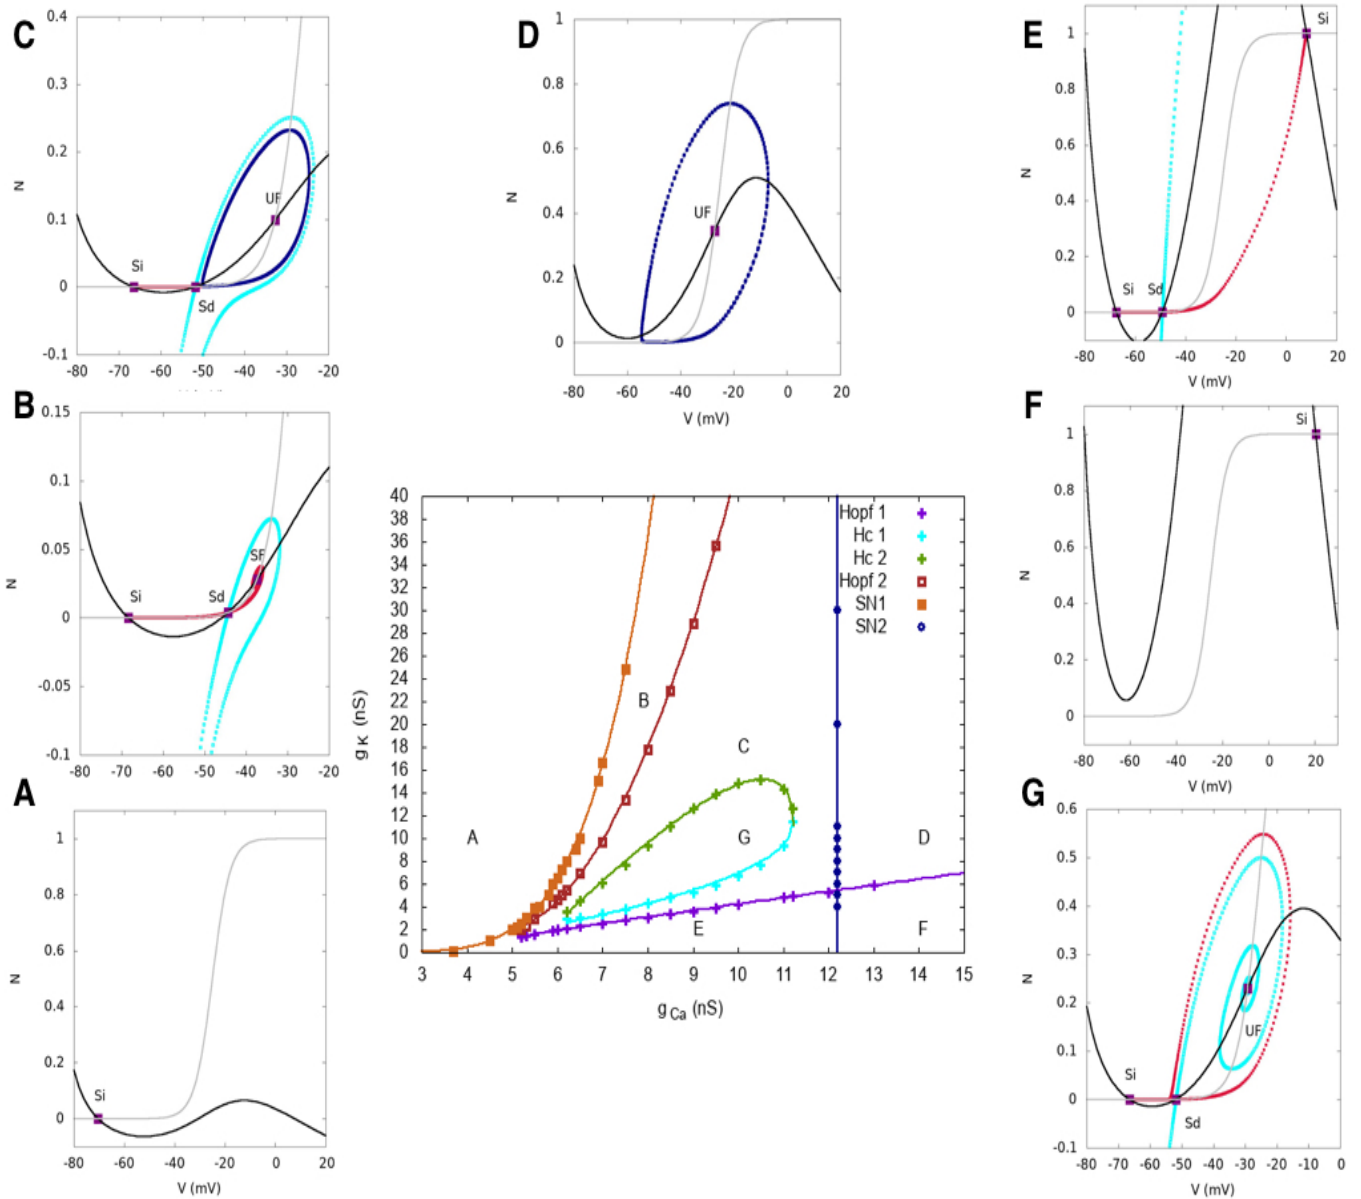 C
0.4
0.3
0.2
0.1
0
-0.1
N
UF
Si
Sd
-80 -70 -60 -50 -40 -30 -20
D
1
0.8
0.6
0.4
0.2
0
N
UF
-80 -60 -40 -20 0 20
V (mV)
E
1
0.8
0.6
0.4
0.2
0
N
Si
Si
Sd
-80 -60 -40 -20 0 20
V (mV)
B
0.15
0.1
0.05
0
-0.05
-0.1
N
SF
Si
Sd
-80 -70 -60 -50 -40 -30 -20
40
38
36
34
32
30
28
26
24
22
20
18
16
14
12
10
8
6
4
2
0
g K (nS)
Hopf 1
Hc 1
Hc 2
Hopf 2
SN1
SN2
B
C
A
G
D
E
F
3 4 5 6 7 8 9 10 11 12 13 14 15
g Ca (nS)
F
1
0.8
0.6
0.4
0.2
0
N
Si
-80 -60 -40 -20 0 20
V (mV)
A
1
0.8
0.6
0.4
0.2
0
N
Si
-80 -60 -40 -20 0 20
V (mV)
G
0.6
0.5
0.4
0.3
0.2
0.1
0
-0.1
N
UF
Si
Sd
-80 -70 -60 -50 -40 -30 -20 -10 0
V (mV)